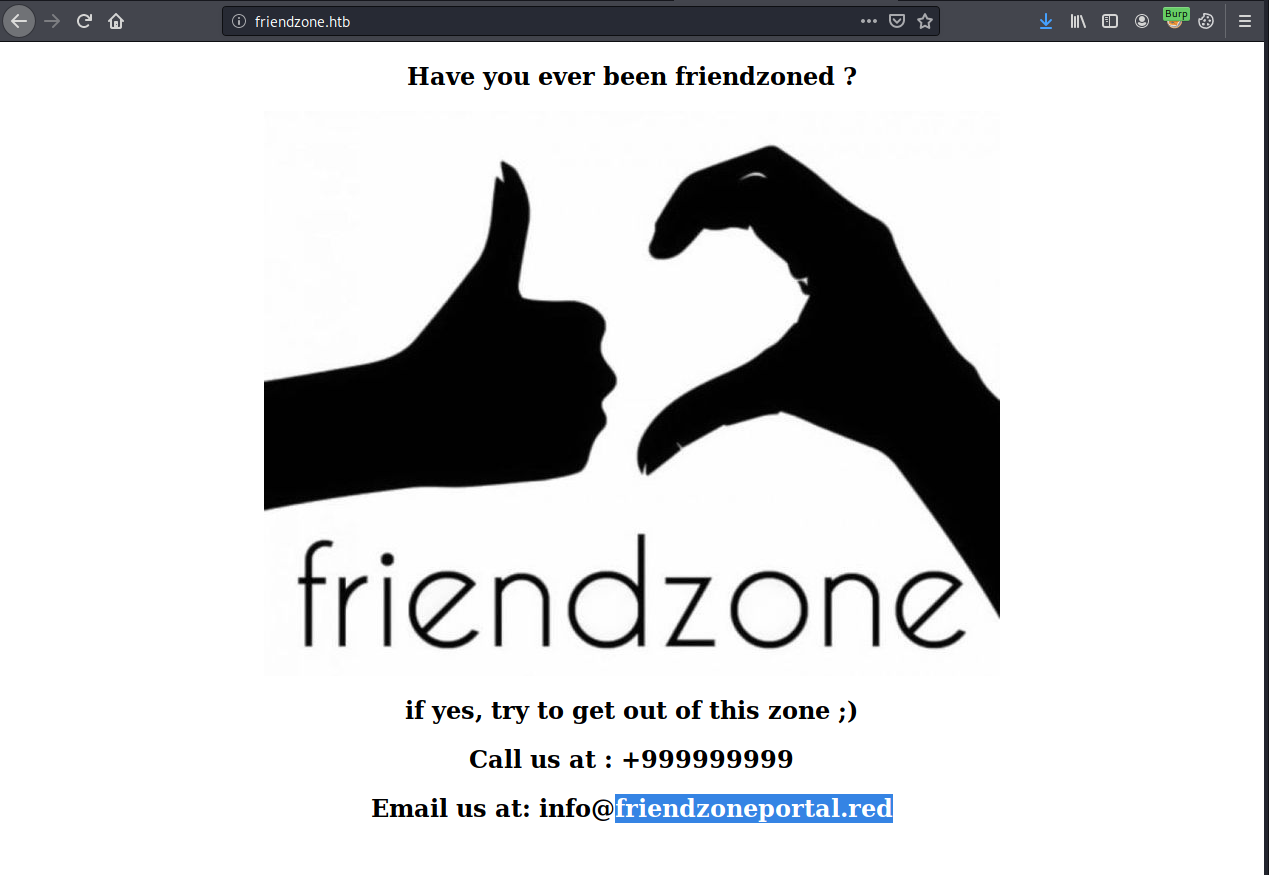 friendzone.htb
Burp
Have you ever been friendzoned ?
friendzone
if yes, try to get out of this zone ;)
Call us at : +999999999
Email us at: info@friendzoneportal.red